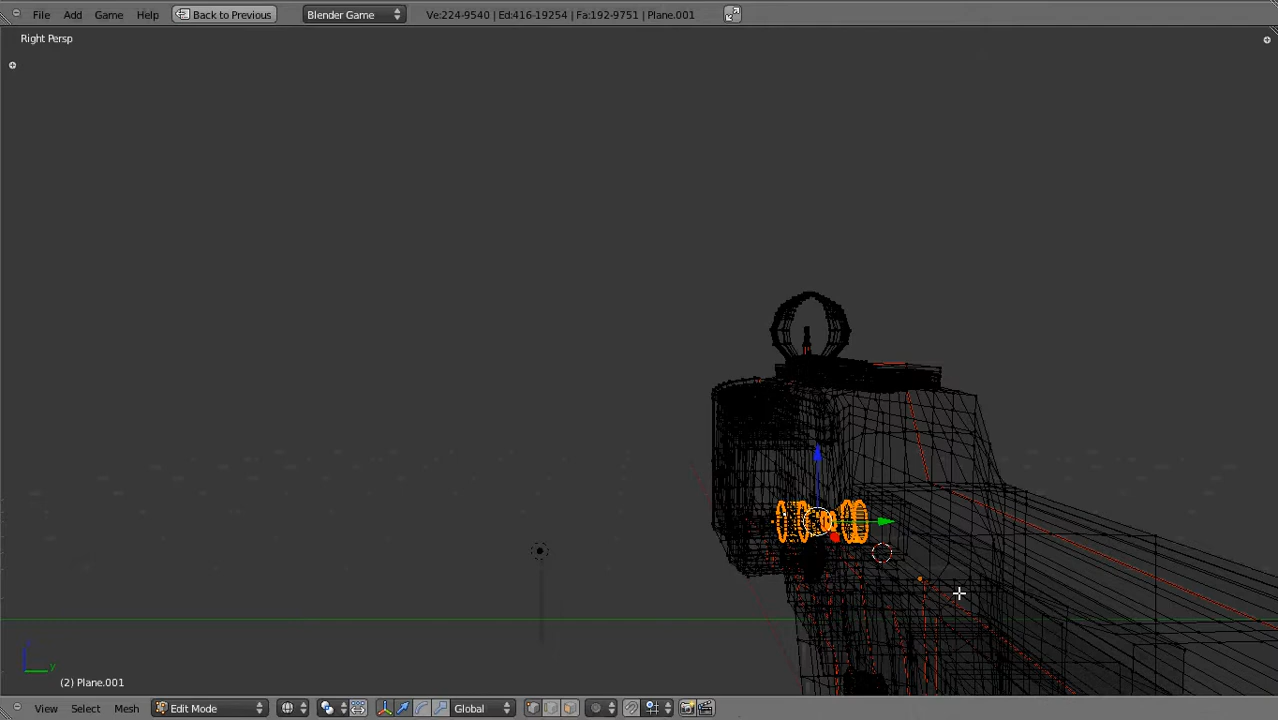 File Add Game Help Back to Previous Blender Game Ve:224-9540 | Ed:416-19254 | Fa:192-9751 | Plane.001
Right Persp
y
(2) Plane.001
View Select Mesh Edit Mode Global